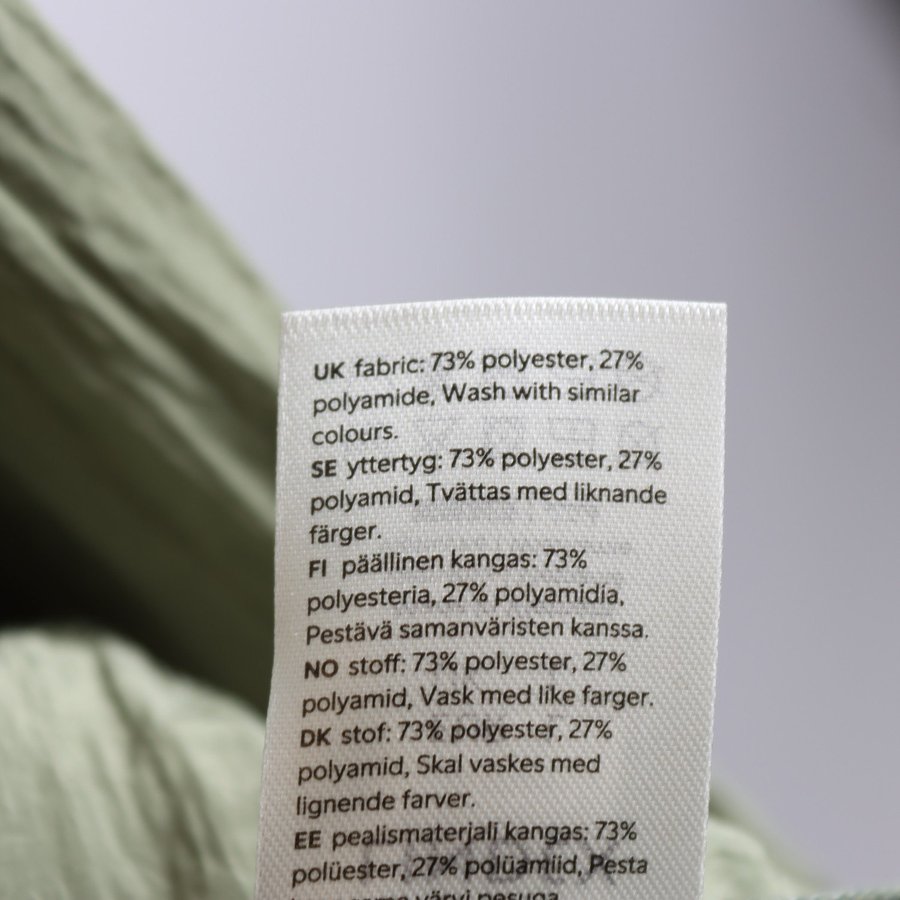 UK fabric: 73% polyester, 27%
polyamide, Wash with similar
colours.
SE yttertyg: 73% polyester, 27%
polyamid, Tvättas med liknande
färger.
FI päällinen kangas: 73%
polyesteria, 27% polyamidia,
Pestävä samanväristen kanssa.
NO stoff: 73% polyester, 27%
polyamid, Vask med like farger.
DK stof: 73% polyester, 27%
polyamid, Skal vaskes med
lignende farver.
EE pealismaterjali kangas: 73%
polüester, 27% polüamiid, Pesta
värvi pesuga